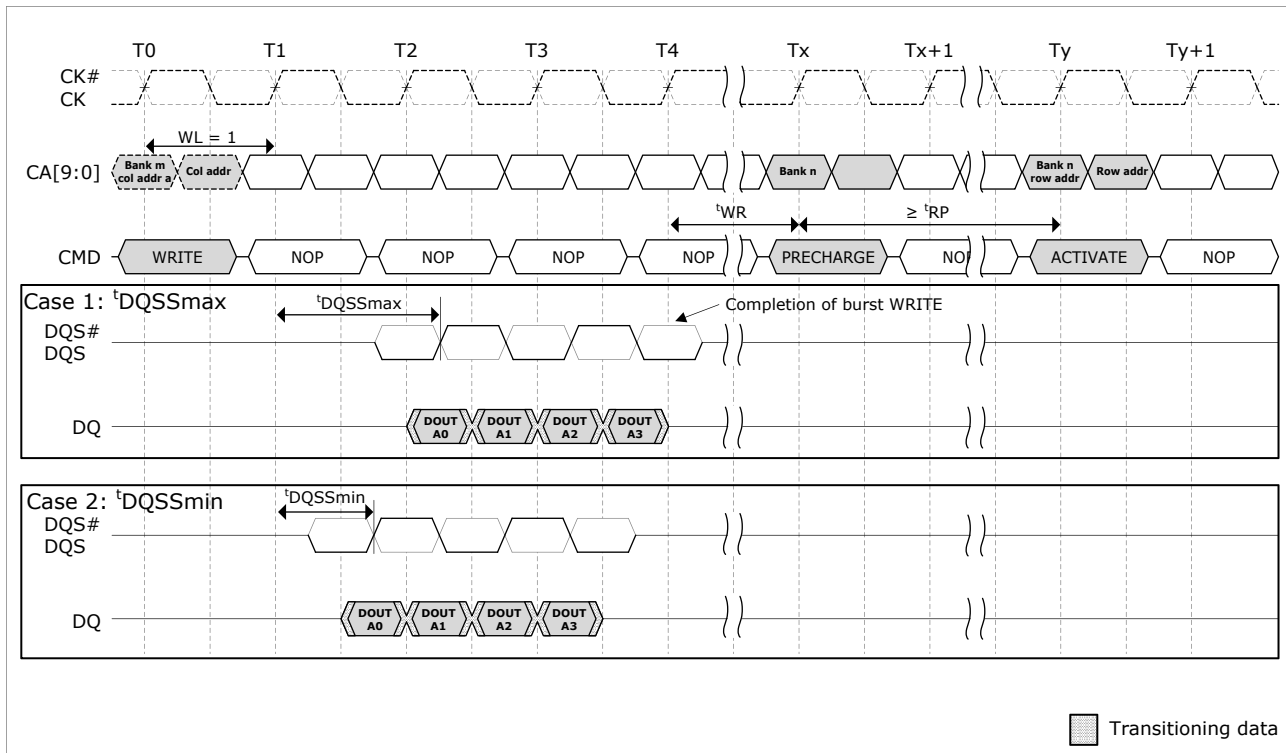 T0 T1 T2 T3 T4 Tx Tx+1 Ty Ty+1
CK#
CK
WL = 1
CA[9:0]
Bank m
col addr a
Col addr
Bank n
Bank n
row addr
Row addr
tWR
≥ tRP
CMD
WRITE NOP NOP NOP NOP PRECHARGE NOP ACTIVATE NOP
Case 1: tDQSSmax
tDQSSmax
Completion of burst WRITE
DQS#
DQS
DQ
DOUT
A0
DOUT
A1
DOUT
A2
DOUT
A3
Case 2: tDQSSmin
tDQSSmin
DQS#
DQS
DQ
DOUT
A0
DOUT
A1
DOUT
A2
DOUT
A3
Transitioning data